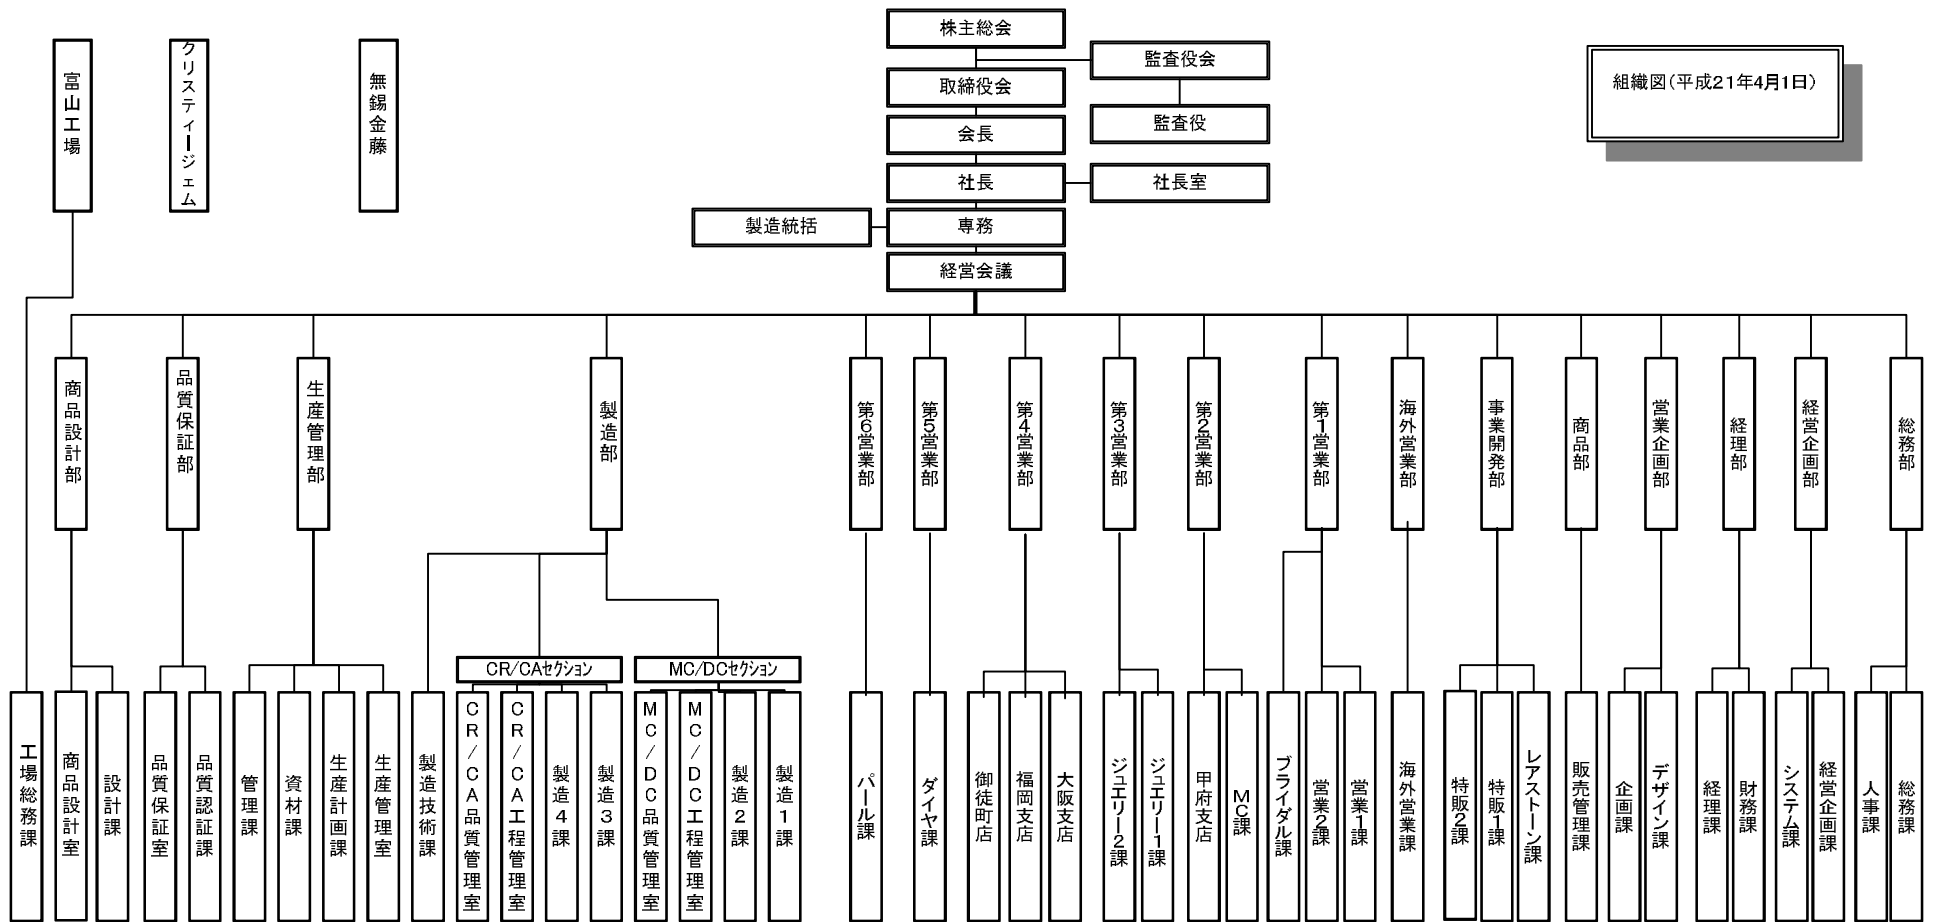 株主総会
監査役会
取締役会
監査役
会長
社長
社長室
製造統括
専務
経営会議
組織図(平成21年4月1日)
富山工場
クリスティージェム
無錫金藤
商品設計部
品質保証部
生産管理部
製造部
第6営業部
第5営業部
第4営業部
第3営業部
第2営業部
第1営業部
海外営業部
事業開発部
商品部
営業企画部
経理部
経営企画部
総務部
CR/CAセクション
MC/DCセクション
工場総務課
商品設計室
設計課
品質保証室
品質認証課
管理課
資材課
生産計画課
生産管理室
製造技術課
CR/CA品質管理室
CR/CA工程管理室
製造4課
製造3課
MC/DC品質管理室
MC/DC工程管理室
製造2課
製造1課
パール課
ダイヤ課
御徒町店
福岡支店
大阪支店
ジュエリー2課
ジュエリー1課
甲府支店
MC課
ブライダル課
営業2課
営業1課
海外営業課
特販2課
特販1課
レアストーン課
販売管理課
企画課
デザイン課
経理課
財務課
システム課
経営企画課
人事課
総務課